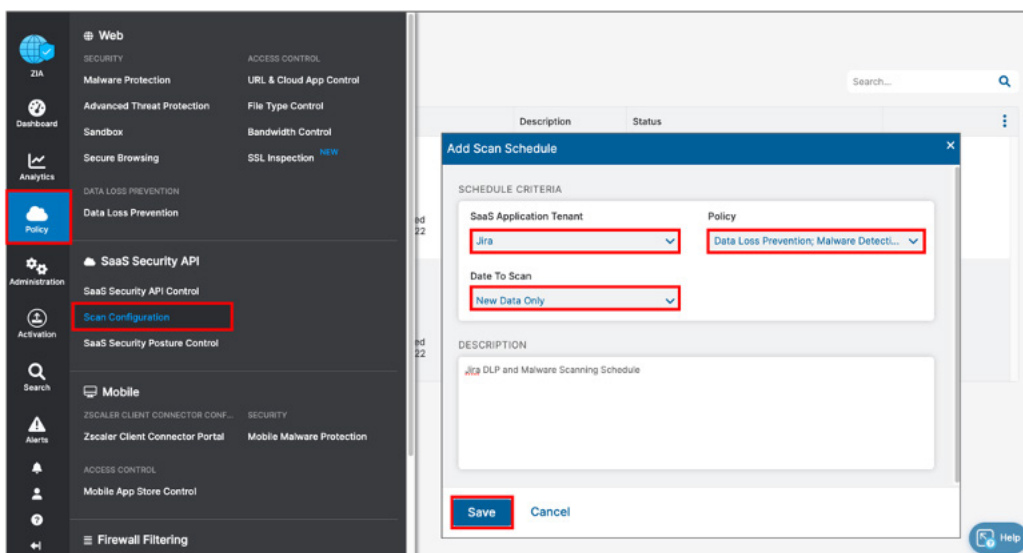 ZIA
Dashboard
Analytics
Policy
Administration
Activation
Search
Alerts
Web
SECURITY
ACCESS CONTROL
Malware Protection
URL & Cloud App Control
Advanced Threat Protection
File Type Control
Sandbox
Bandwidth Control
Secure Browsing
SSL Inspection NEW
DATA LOSS PREVENTION
Data Loss Prevention
SaaS Security API
SaaS Security API Control
Scan Configuration
SaaS Security Posture Control
Mobile
ZSCALER CLIENT CONNECTOR CONF...
SECURITY
Zscaler Client Connector Portal
Mobile Malware Protection
ACCESS CONTROL
Mobile App Store Control
Firewall Filtering
Search...
Description
Status
ed
22
ed
22
Add Scan Schedule
SCHEDULE CRITERIA
SaaS Application Tenant
Policy
Jira
Data Loss Prevention; Malware Detecti...
Date To Scan
New Data Only
DESCRIPTION
Jira DLP and Malware Scanning Schedule
Save
Cancel
Help